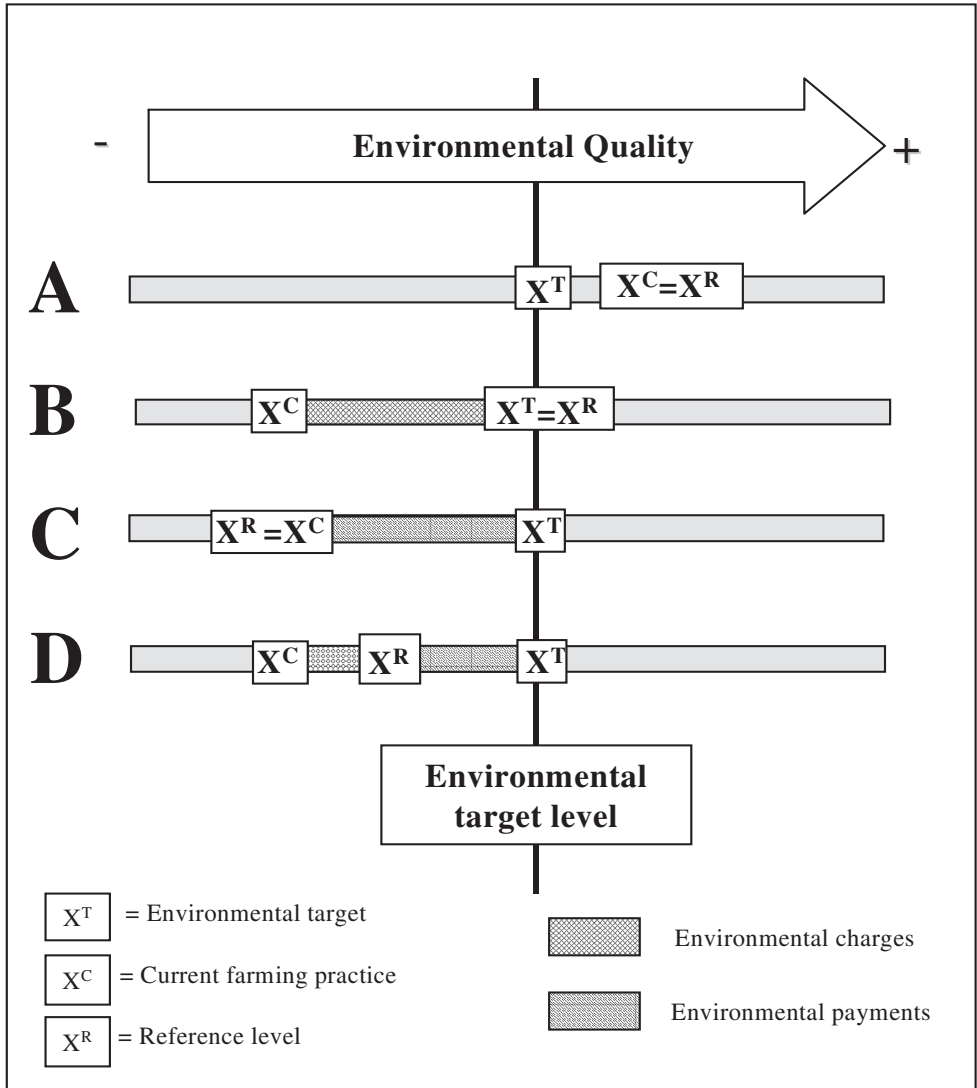 - Environmental Quality +
A X^T X^C=X^R
B X^C X^T=X^R
C X^R =X^C X^T
D X^C X^R X^T
Environmental
target level
X^T = Environmental target
X^C = Current farming practice
X^R = Reference level
Environmental charges
Environmental payments